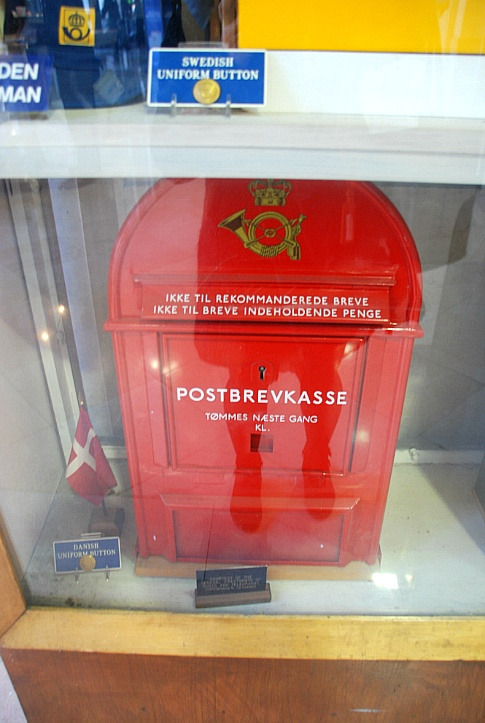 SWEDISH
UNIFORM BUTTON
DEN
MAN
IKKE TIL REKOMMANDEREDE BREVE
IKKE TIL BREVE INDEHOLDENDE PENGE
POSTBREVKASSE
TØMMES NÆSTE GANG
KL.
DANISH
UNIFORM BUTTON